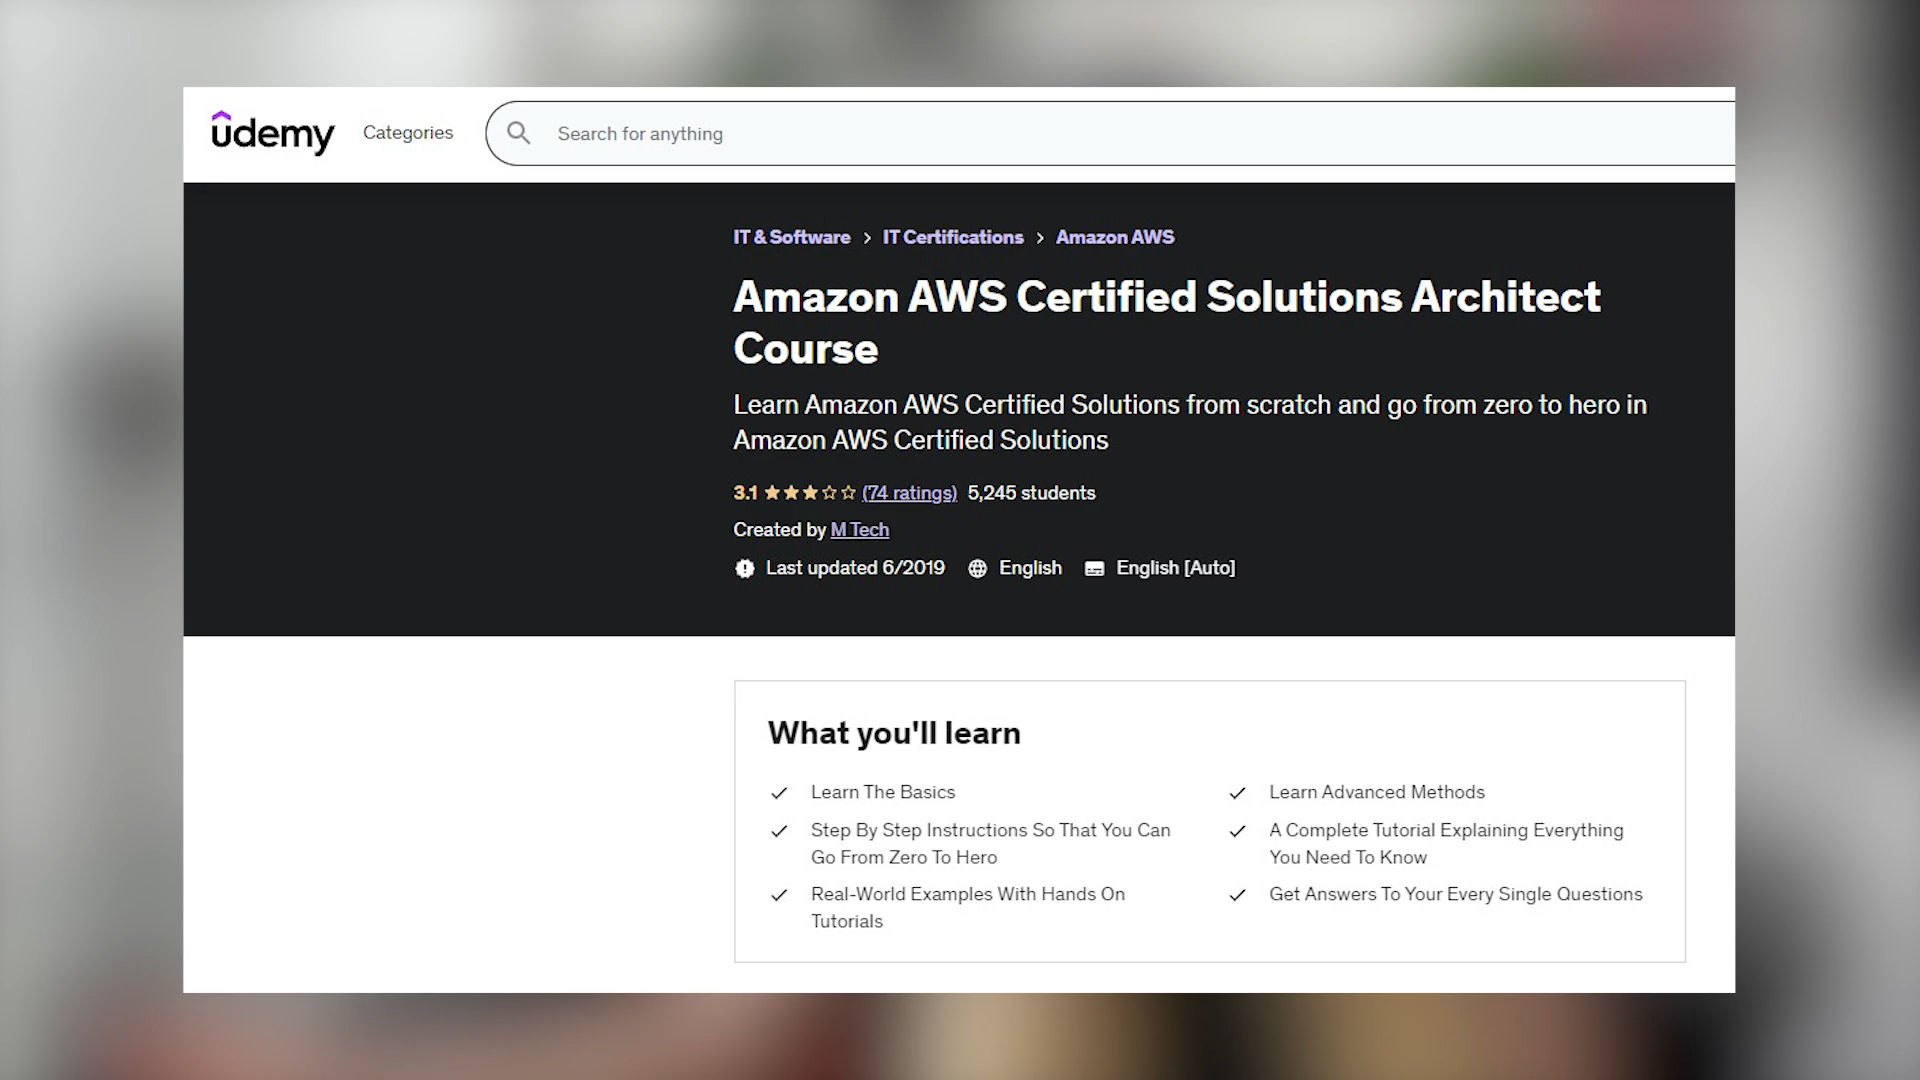 udemy Categories Search for anything
IT & Software > IT Certifications > Amazon AWS
Amazon AWS Certified Solutions Architect
Course
Learn Amazon AWS Certified Solutions from scratch and go from zero to hero in
Amazon AWS Certified Solutions
3.1 (74 ratings) 5,245 students
Created by M Tech
Last updated 6/2019 English English [Auto]
What you'll learn
Learn The Basics
Learn Advanced Methods
Step By Step Instructions So That You Can
Go From Zero To Hero
A Complete Tutorial Explaining Everything
You Need To Know
Real-World Examples With Hands On
Tutorials
Get Answers To Your Every Single Questions